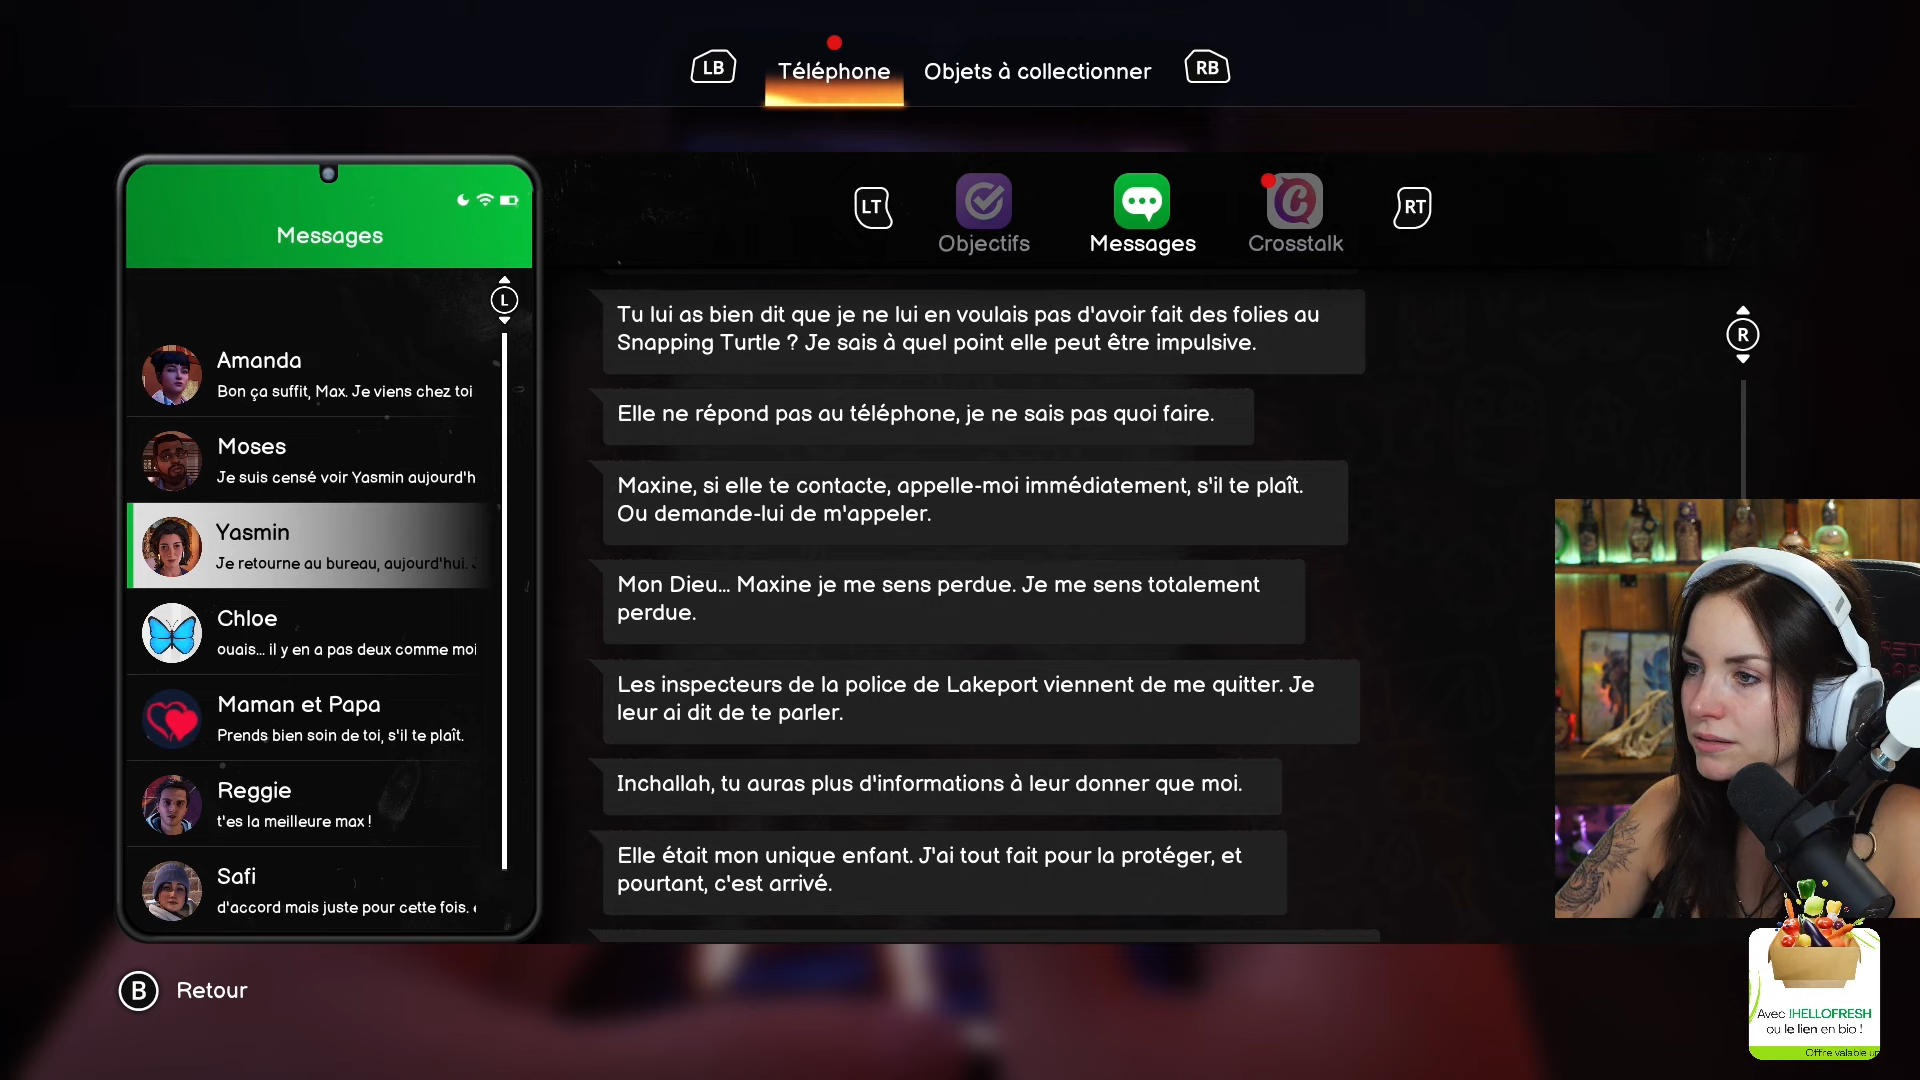 LB
Téléphone
Objets à collectionner
RB
Messages
L
Amanda
Bon ça suffit, Max. Je viens chez toi
Moses
Je suis censé voir Yasmin aujourd'h
Yasmin
Je retourne au bureau, aujourd'hui. J
Chloe
ouais... il y en a pas deux comme moi
Maman et Papa
Prends bien soin de toi, s'il te plaît.
Reggie
t'es la meilleure max !
Safi
d'accord mais juste pour cette fois.
LT
Objectifs
Messages
Crosstalk
RT
R
Tu lui as bien dit que je ne lui en voulais pas d'avoir fait des folies au
Snapping Turtle ? Je sais à quel point elle peut être impulsive.
Elle ne répond pas au téléphone, je ne sais pas quoi faire.
Maxine, si elle te contacte, appelle-moi immédiatement, s'il te plaît.
Ou demande-lui de m'appeler.
Mon Dieu... Maxine je me sens perdue. Je me sens totalement
perdue.
Les inspecteurs de la police de Lakeport viennent de me quitter. Je
leur ai dit de te parler.
Inchallah, tu auras plus d'informations à leur donner que moi.
Elle était mon unique enfant. J'ai tout fait pour la protéger, et
pourtant, c'est arrivé.
B Retour
Avec !HELLOFRESH
ou le lien en bio !
Offre valable